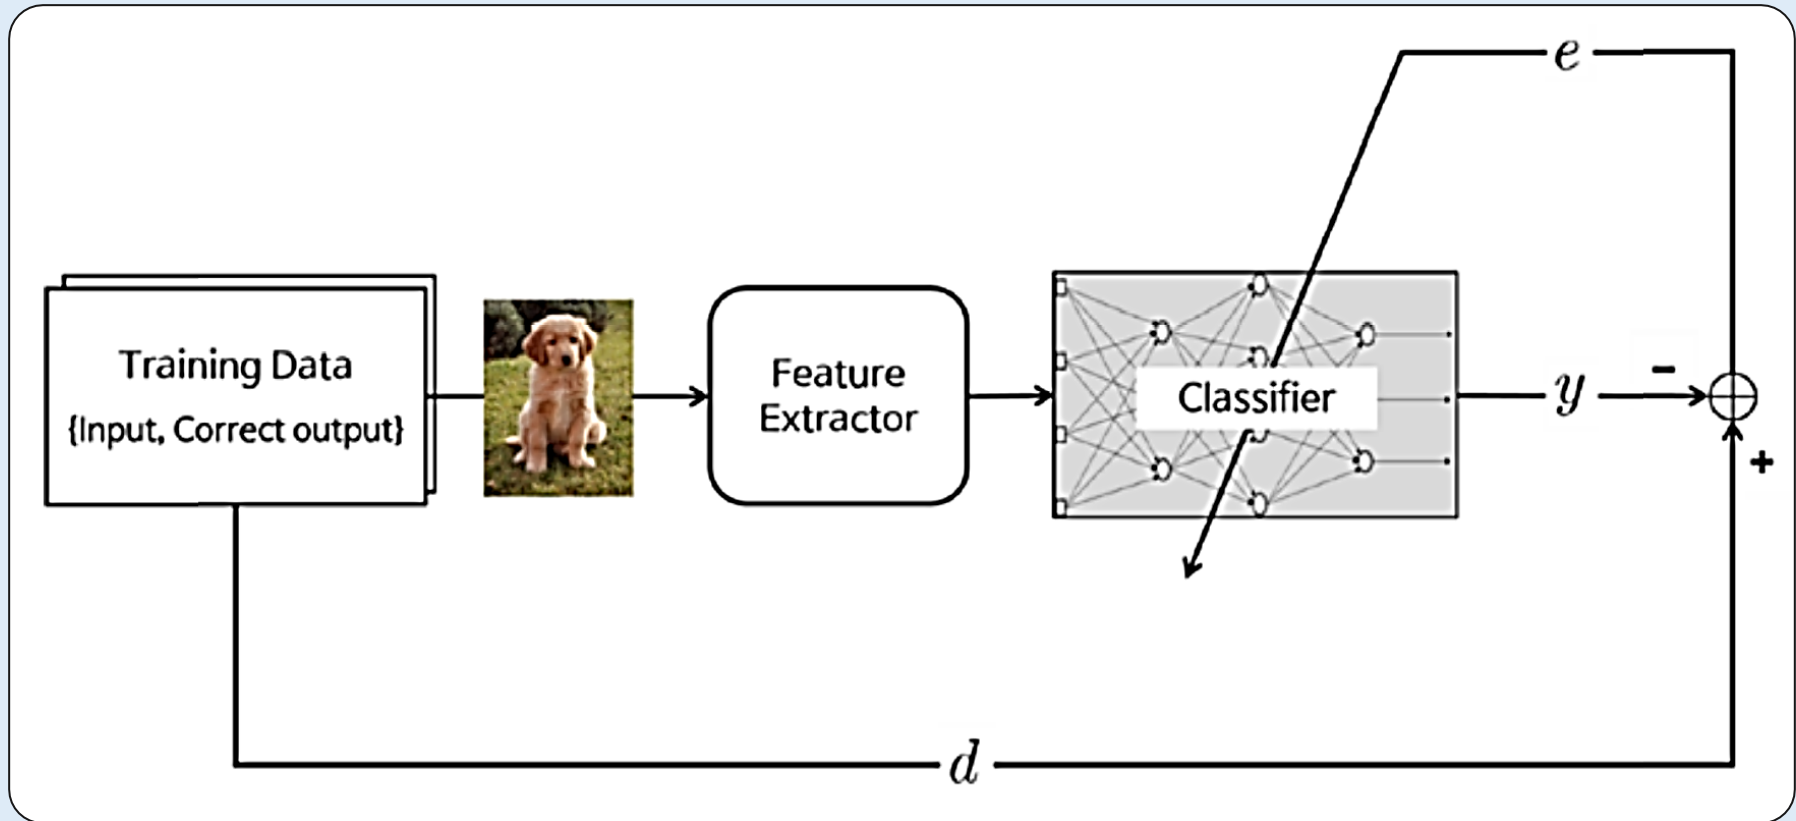 e
Training Data
{Input, Correct output}
Feature
Extractor
Classifier
y
-
+
d